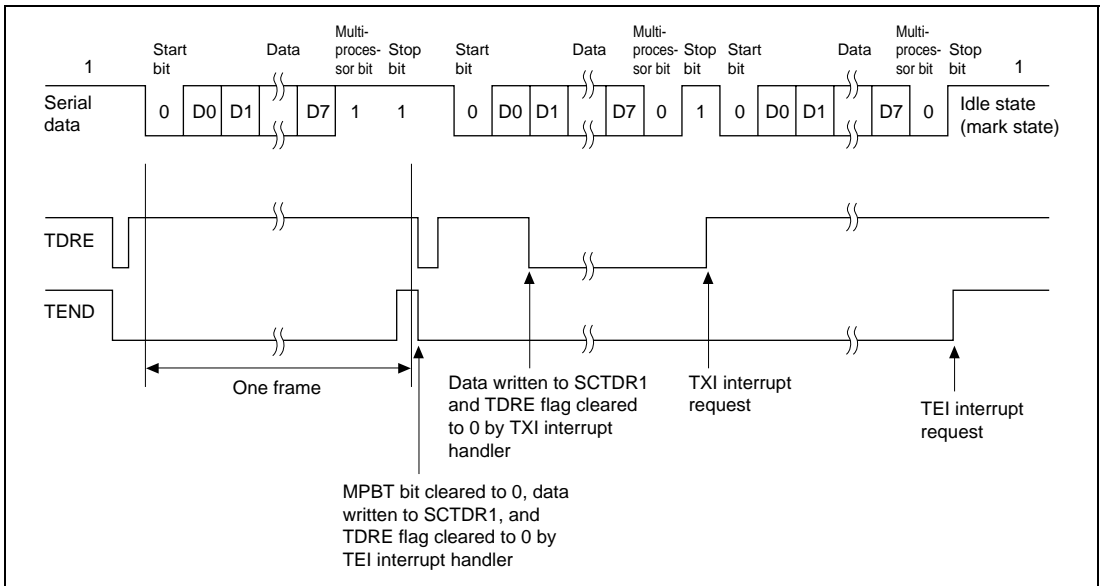 Multi- Multi- Multi-
Start Data proces- Stop Start Data proces- Stop Start Data proces- Stop
1 bit sor bit bit bit sor bit bit bit sor bit bit 1
Serial data 0 D0 D1 D7 1 1 0 D0 D1 D7 0 1 0 D0 D1 D7 0 Idle state
(mark state)
TDRE
TEND
One frame
Data written to SCTDR1
and TDRE flag cleared
to 0 by TXI interrupt
handler
TXI interrupt
request
TEI interrupt
request
MPBT bit cleared to 0, data
written to SCTDR1, and
TDRE flag cleared to 0 by
TEI interrupt handler